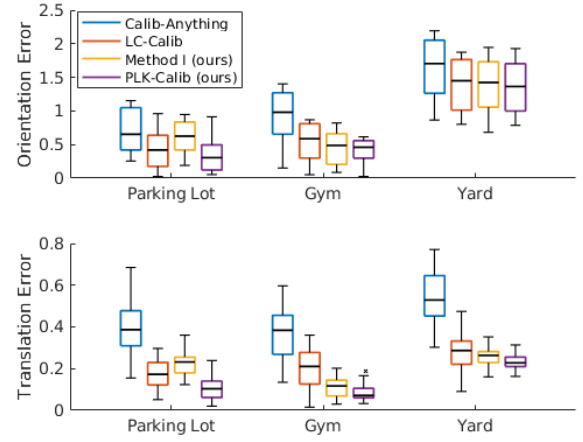 2.5
2
1.5
1
0.5
0
Orientation Error
Calib-Anything
LC-Calib
Method I (ours)
PLK-Calib (ours)
Parking Lot Gym Yard
0.8
0.6
0.4
0.2
0
Translation Error
Parking Lot Gym Yard